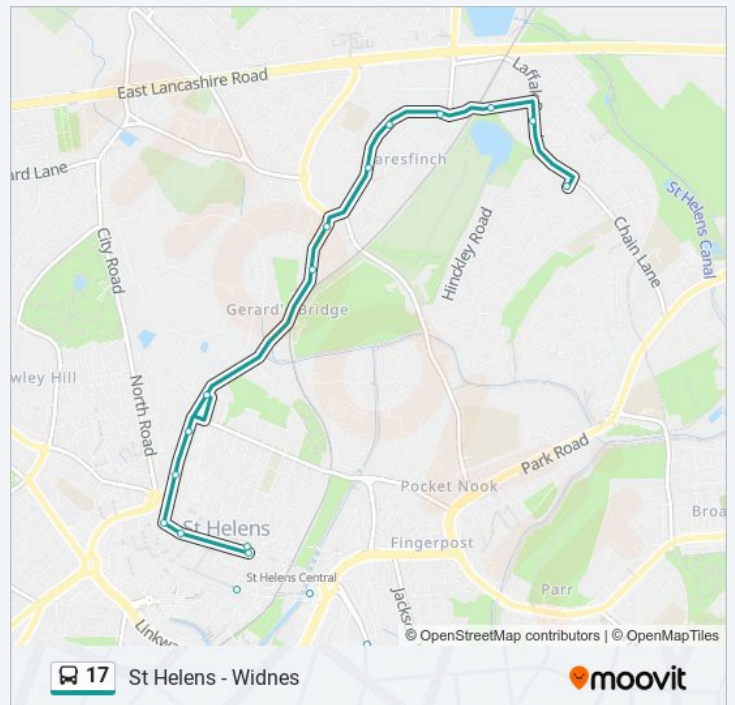 East Lancashire Road
Laffak
ard Lane
aresfinch
St Helens Canal
City Road
Hinckley Road
Chain Lane
Gerard's Bridge
wley Hill
North Road
Park Road
Pocket Nook
Broa
St Helens
Fingerpost
St Helens Central
Parr
Jackso
Linkwa
© OpenStreetMap contributors | © OpenMapTiles
17 St Helens - Widnes
moovit